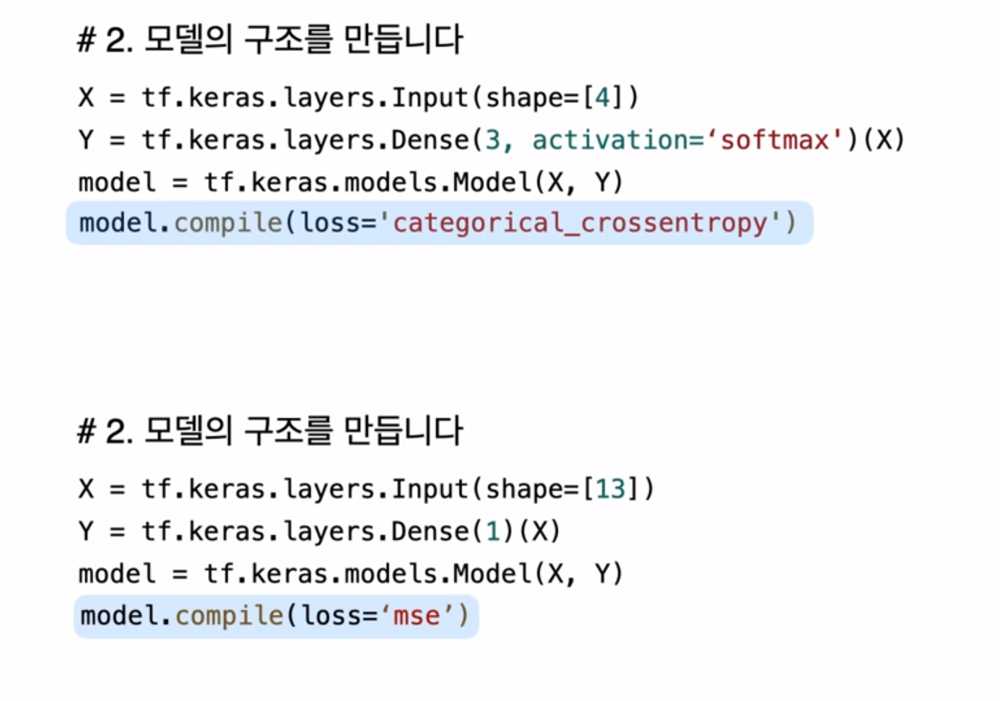 # 2. 모델의 구조를 만듭니다
X = tf.keras.layers.Input(shape=[4])
Y = tf.keras.layers.Dense(3, activation=‘softmax')(X)
model = tf.keras.models.Model(X, Y)
model.compile(loss='categorical_crossentropy')
# 2. 모델의 구조를 만듭니다
X = tf.keras.layers.Input(shape=[13])
Y = tf.keras.layers.Dense(1)(X)
model = tf.keras.models.Model(X, Y)
model.compile(loss=‘mse’)